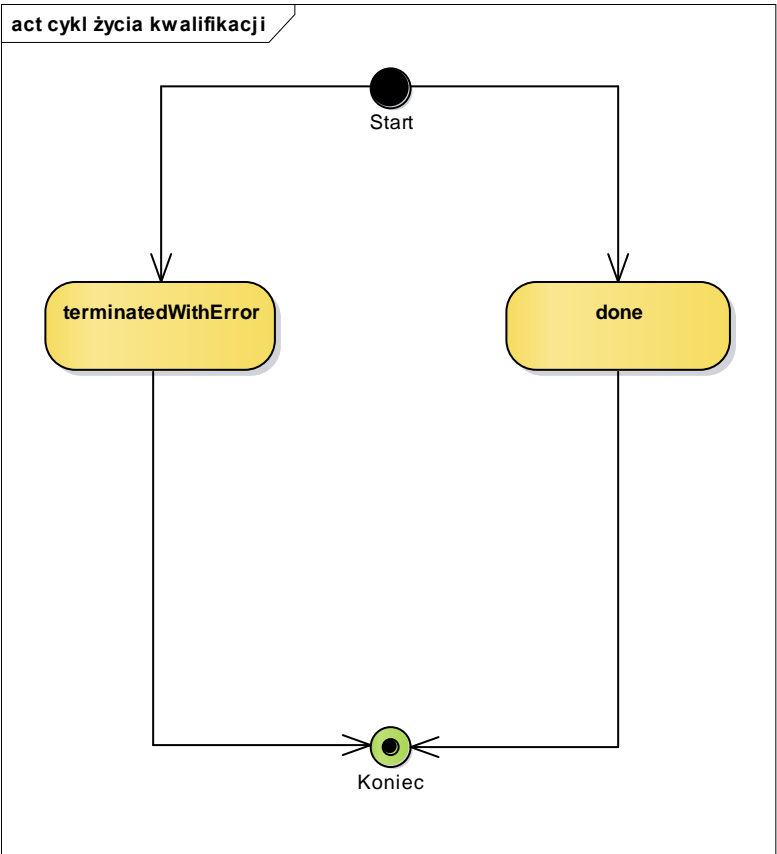 act cykl życia kwalifikacji
Start
terminatedWithError
done
Koniec